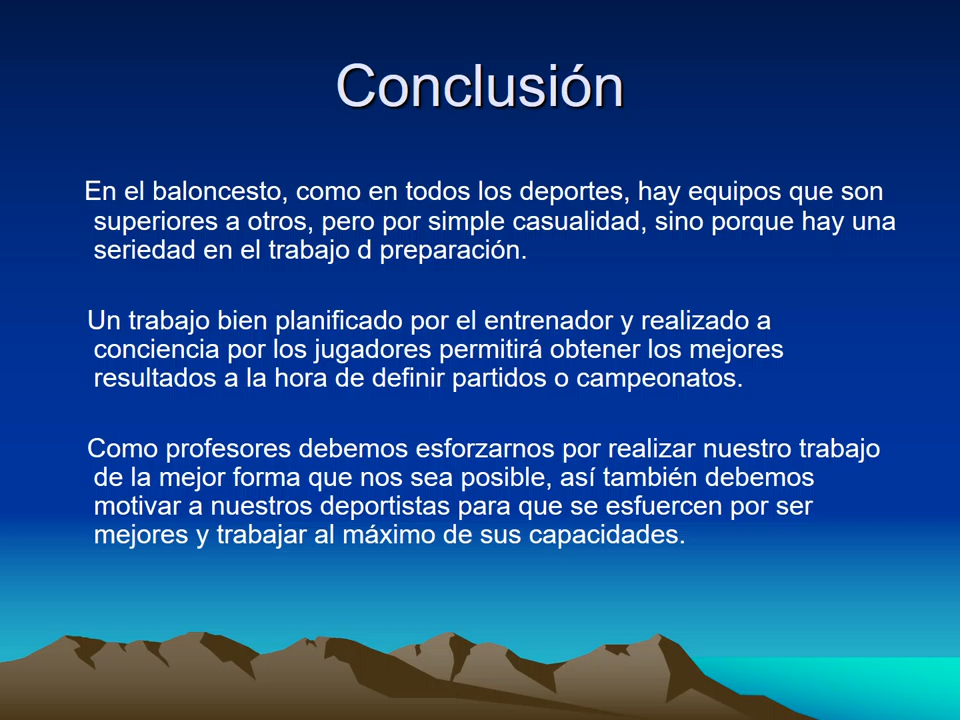 Conclusión
En el baloncesto, como en todos los deportes, hay equipos que son
superiores a otros, pero por simple casualidad, sino porque hay una
seriedad en el trabajo d preparación.
Un trabajo bien planificado por el entrenador y realizado a
conciencia por los jugadores permitirá obtener los mejores
resultados a la hora de definir partidos o campeonatos.
Como profesores debemos esforzarnos por realizar nuestro trabajo
de la mejor forma que nos sea posible, así también debemos
motivar a nuestros deportistas para que se esfuercen por ser
mejores y trabajar al máximo de sus capacidades.